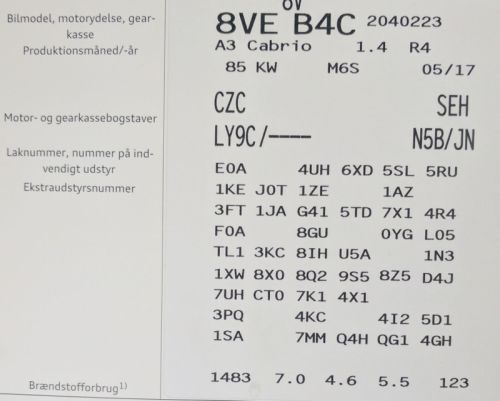 8V
Bilmodel, motorydelse, gear-
kasse
Produktionsmåned/-år
8VE B4C 2040223
A3 Cabrio 1.4 R4
85 KW M6S 05/17
Motor- og gearkassebogstaver
CZC SEH
Laknummer, nummer på ind-
vendigt udstyr
LY9C/---- N5B/JN
Ekstraudstyrsnummer
E0A 4UH 6XD 5SL 5RU
1KE J0T 1ZE 1AZ
3FT 1JA G41 5TD 7X1 4R4
F0A 8GU 0YG L05
TL1 3KC 8IH U5A 1N3
1XW 8X0 8Q2 9S5 8Z5 D4J
7UH CT0 7K1 4X1
3PQ 4KC 4I2 5D1
1SA 7MM Q4H QG1 4GH
Brændstofforbrug1)
1483 7.0 4.6 5.5 123